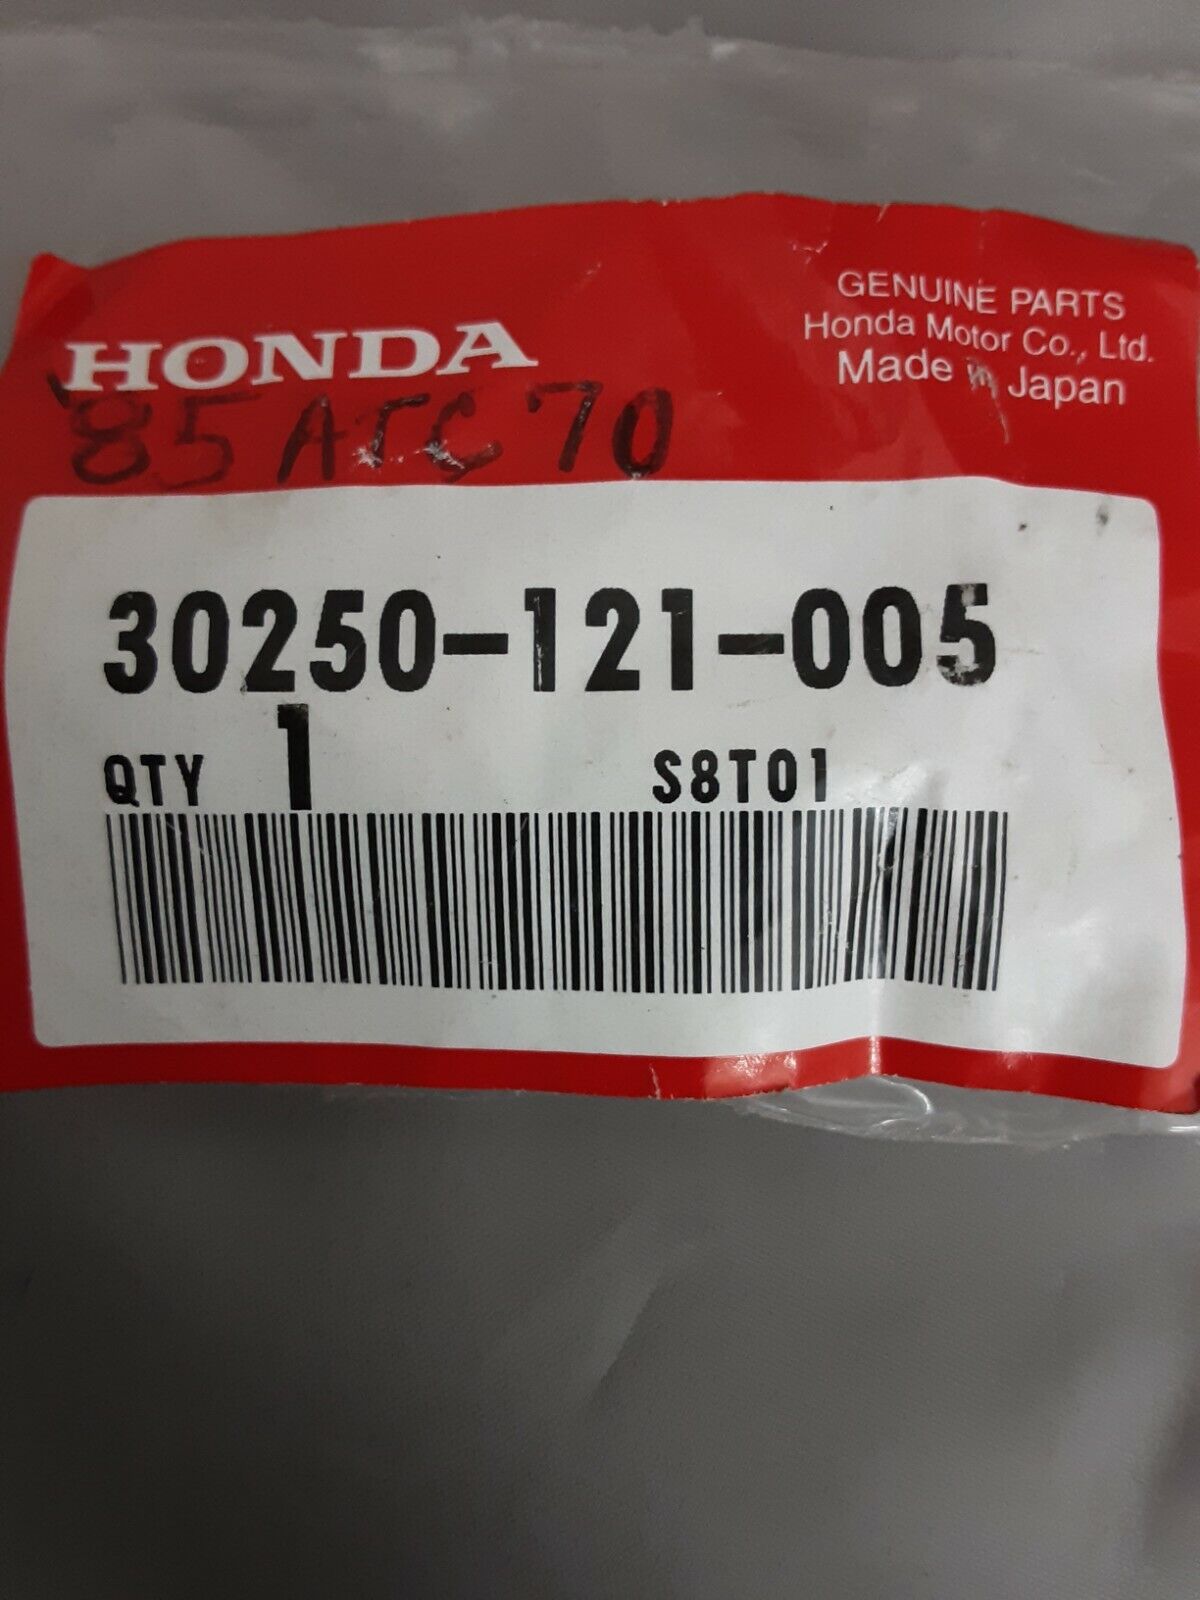 HONDA
GENUINE PARTS
Honda Motor Co., Ltd.
Made in Japan
85 ATC 70
30250-121-005
QTY 1 S8T01